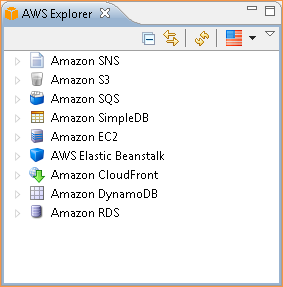 AWS Explorer
Amazon SNS
Amazon S3
Amazon SQS
Amazon SimpleDB
Amazon EC2
AWS Elastic Beanstalk
Amazon CloudFront
Amazon DynamoDB
Amazon RDS